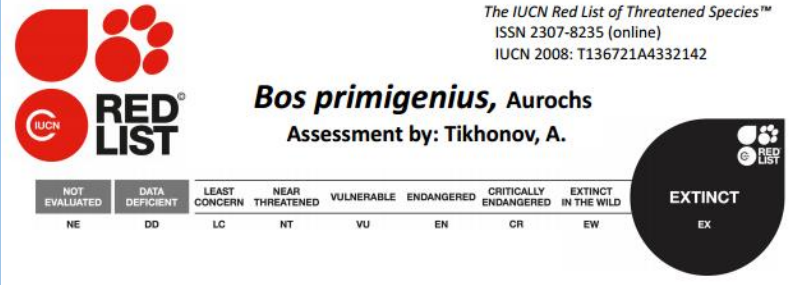 The IUCN Red List of Threatened Species™
ISSN 2307-8235 (online)
IUCN 2008: T136721A4332142
IUCN
RED©
LIST
Bos primigenius, Aurochs
Assessment by: Tikhonov, A.
RED
LIST
NOT EVALUATED
DATA DEFICIENT
LEAST CONCERN
NEAR THREATENED
VULNERABLE
ENDANGERED
CRITICALLY ENDANGERED
EXTINCT IN THE WILD
EXTINCT
NE
DD
LC
NT
VU
EN
CR
EW
EX